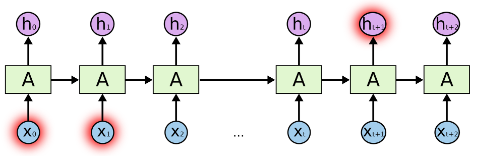 h₀ h₁ h₂ hₜ hₜ₊₁ hₜ₊₂
A A A A A A
x₀ x₁ x₂ ... xₜ xₜ₊₁ xₜ₊₂